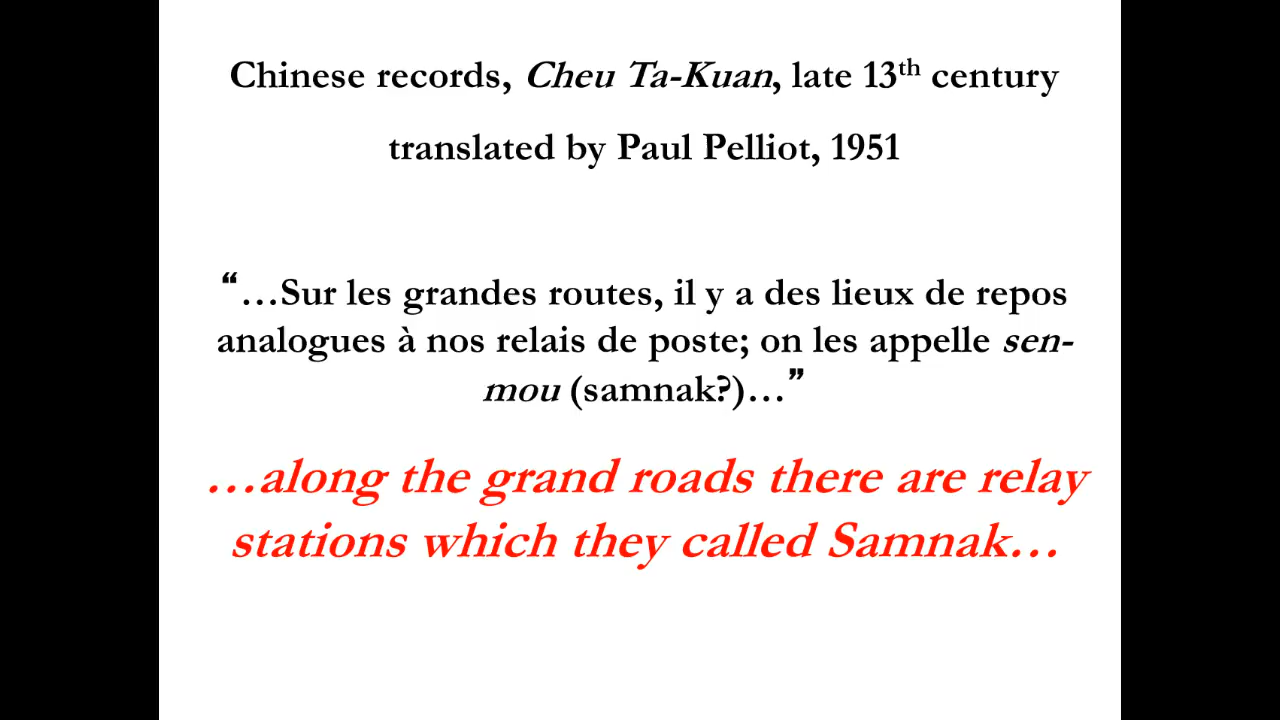 Chinese records, Cheu Ta-Kuan, late 13th century
translated by Paul Pelliot, 1951
“…Sur les grandes routes, il y a des lieux de repos
analogues à nos relais de poste; on les appelle sen-
mou (samnak?)…”
…along the grand roads there are relay
stations which they called Samnak…